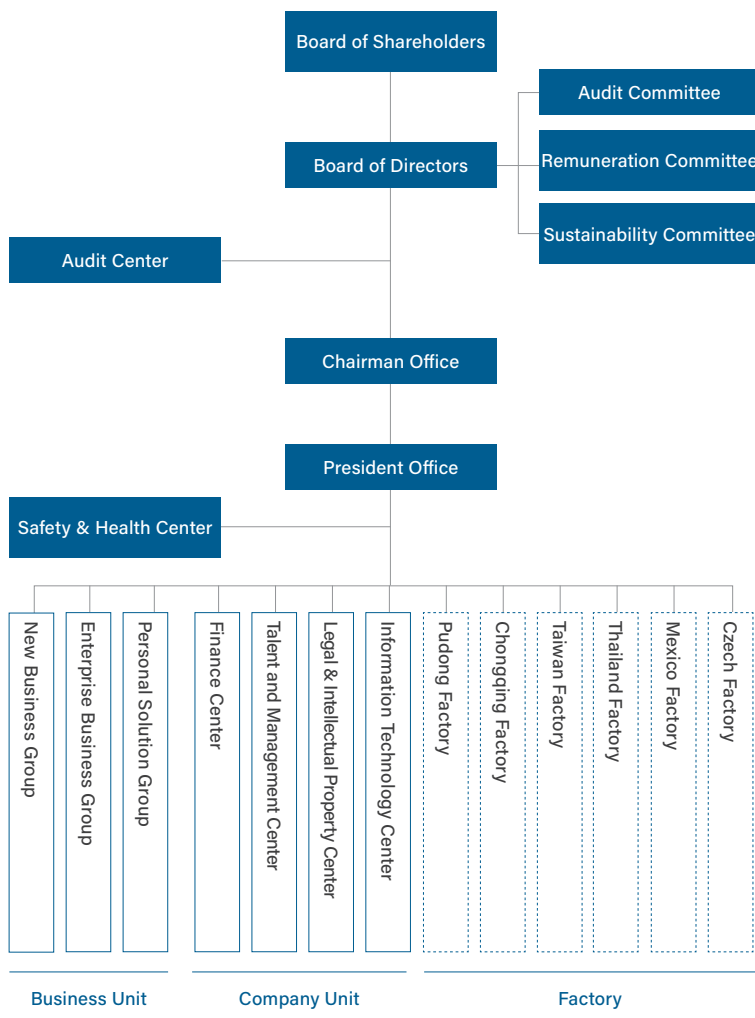 Board of Shareholders
Audit Committee
Board of Directors
Remuneration Committee
Sustainability Committee
Audit Center
Chairman Office
President Office
Safety & Health Center
New Business Group
Enterprise Business Group
Personal Solution Group
Finance Center
Talent and Management Center
Legal & Intellectual Property Center
Information Technology Center
Pudong Factory
Chongqing Factory
Taiwan Factory
Thailand Factory
Mexico Factory
Czech Factory
Business Unit
Company Unit
Factory